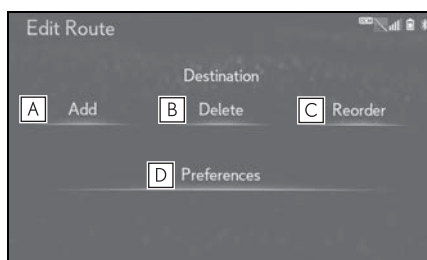 Edit Route
Destination
A Add B Delete C Reorder
D Preferences